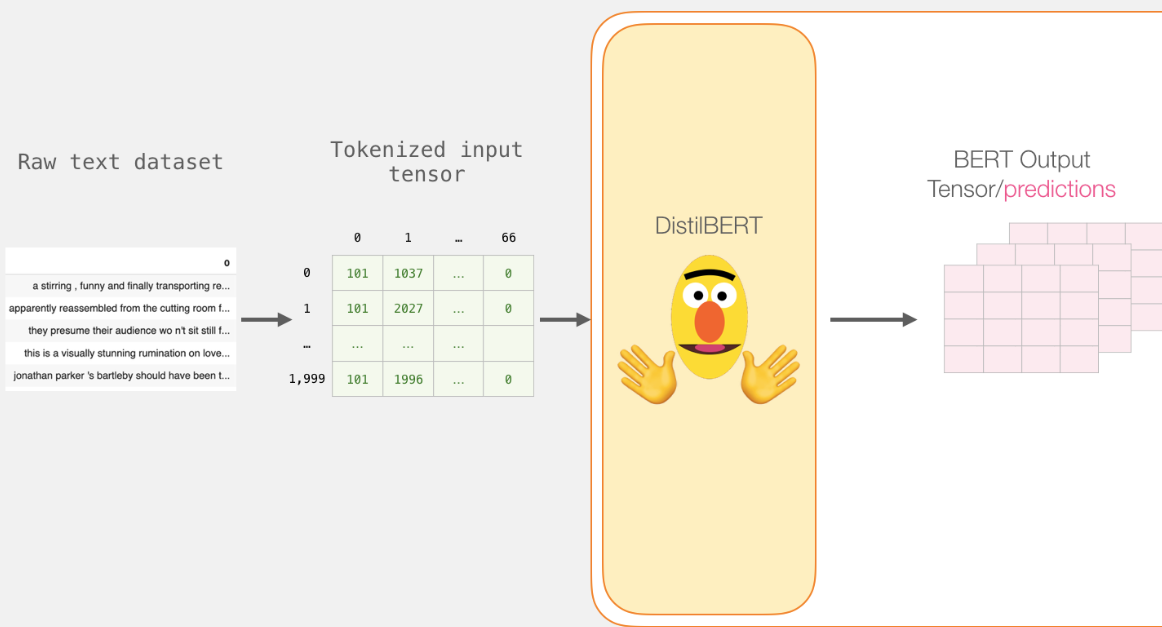 Raw text dataset
0
a stirring , funny and finally transporting re...
apparently reassembled from the cutting room f...
they presume their audience wo n't sit still f...
this is a visually stunning rumination on love...
jonathan parker 's bartleby should have been t...
Tokenized input
tensor
0 1 … 66
0 101 1037 … 0
1 101 2027 … 0
… … … …
1,999 101 1996 … 0
DistilBERT
BERT Output
Tensor/predictions